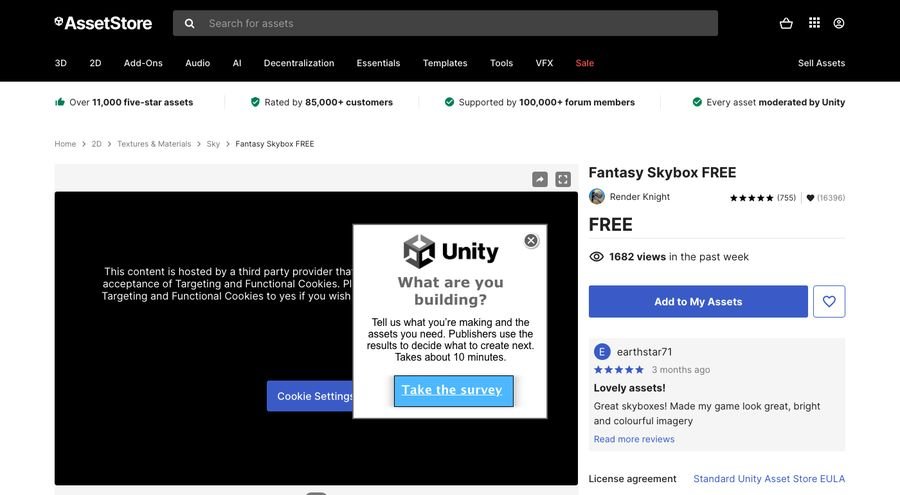 AssetStore
Search for assets
3D 2D Add-Ons Audio AI Decentralization Essentials Templates Tools VFX Sale Sell Assets
Over 11,000 five-star assets Rated by 85,000+ customers Supported by 100,000+ forum members Every asset moderated by Unity
Home > 2D > Textures & Materials > Sky > Fantasy Skybox FREE
Fantasy Skybox FREE
Render Knight ★★★★★ (755) | (16396)
FREE
1682 views in the past week
Add to My Assets
This content is hosted by a third party provider
acceptance of Targeting and Functional Cookies.
Targeting and Functional Cookies to yes if you wish
Cookie Settings
Unity
What are you
building?
Tell us what you're making and the
assets you need. Publishers use the
results to decide what to create next.
Takes about 10 minutes.
Take the survey
E earthstar71
★★★★★ 3 months ago
Lovely assets!
Great skyboxes! Made my game look great, bright
and colourful imagery
Read more reviews
License agreement Standard Unity Asset Store EULA